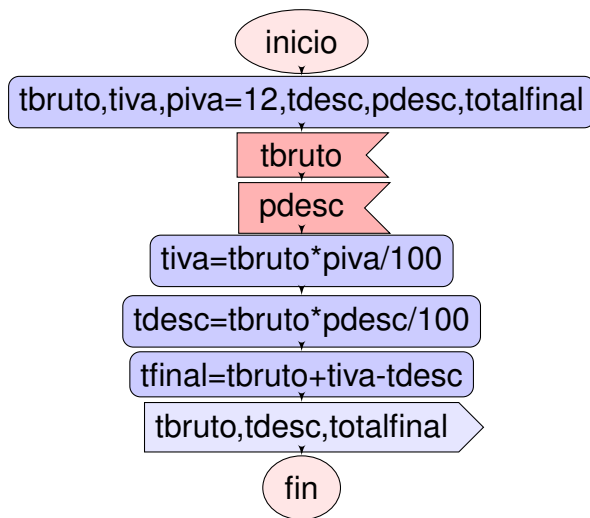 inicio
tbruto,tiva,piva=12,tdesc,pdesc,totalfinal
tbruto
pdesc
tiva=tbruto*piva/100
tdesc=tbruto*pdesc/100
tfinal=tbruto+tiva-tdesc
tbruto,tdesc,totalfinal
fin